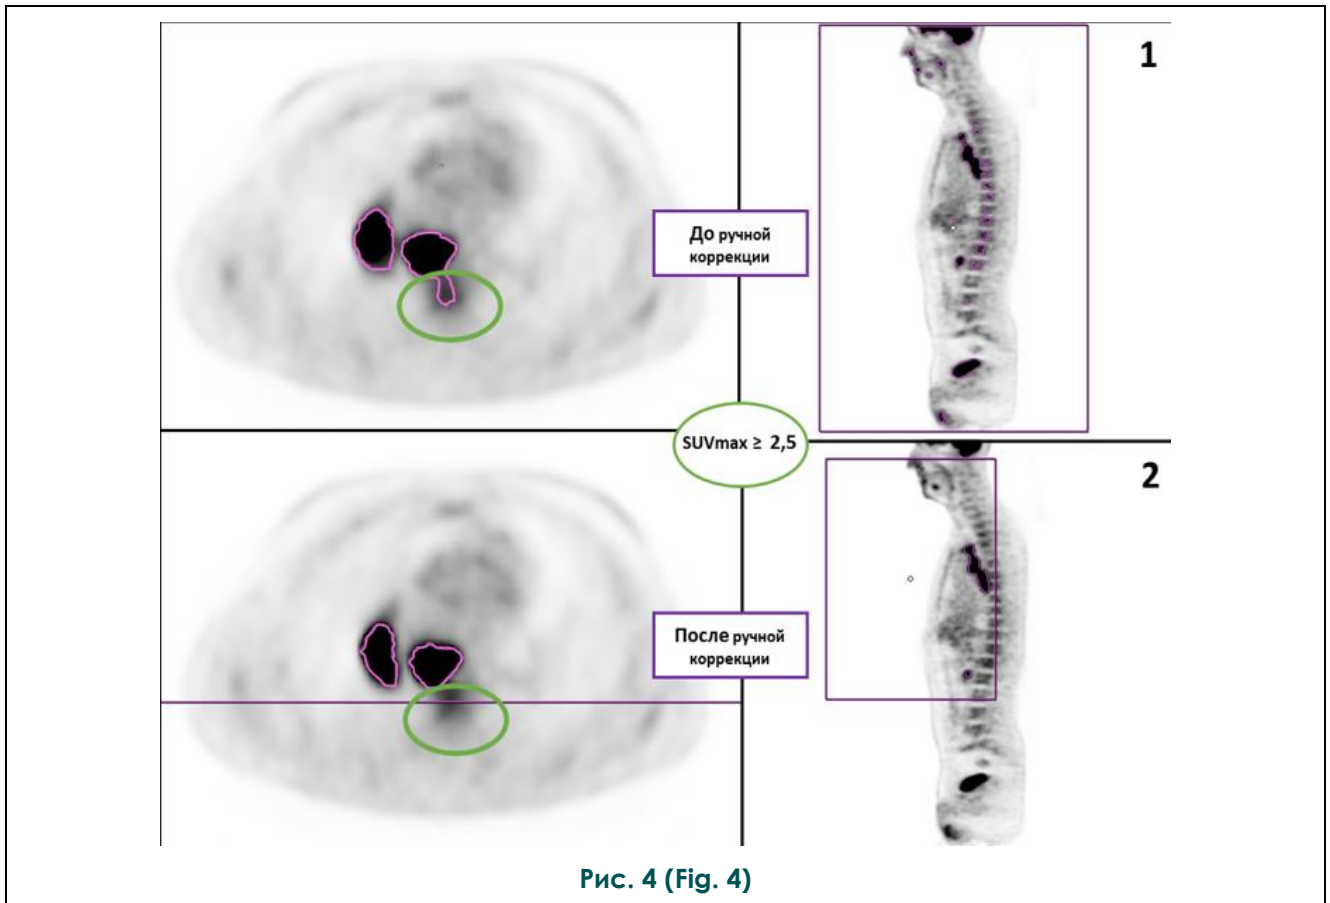 1
До ручной
коррекции
SUVmax ≥ 2,5
2
После ручной
коррекции
Рис. 4 (Fig. 4)